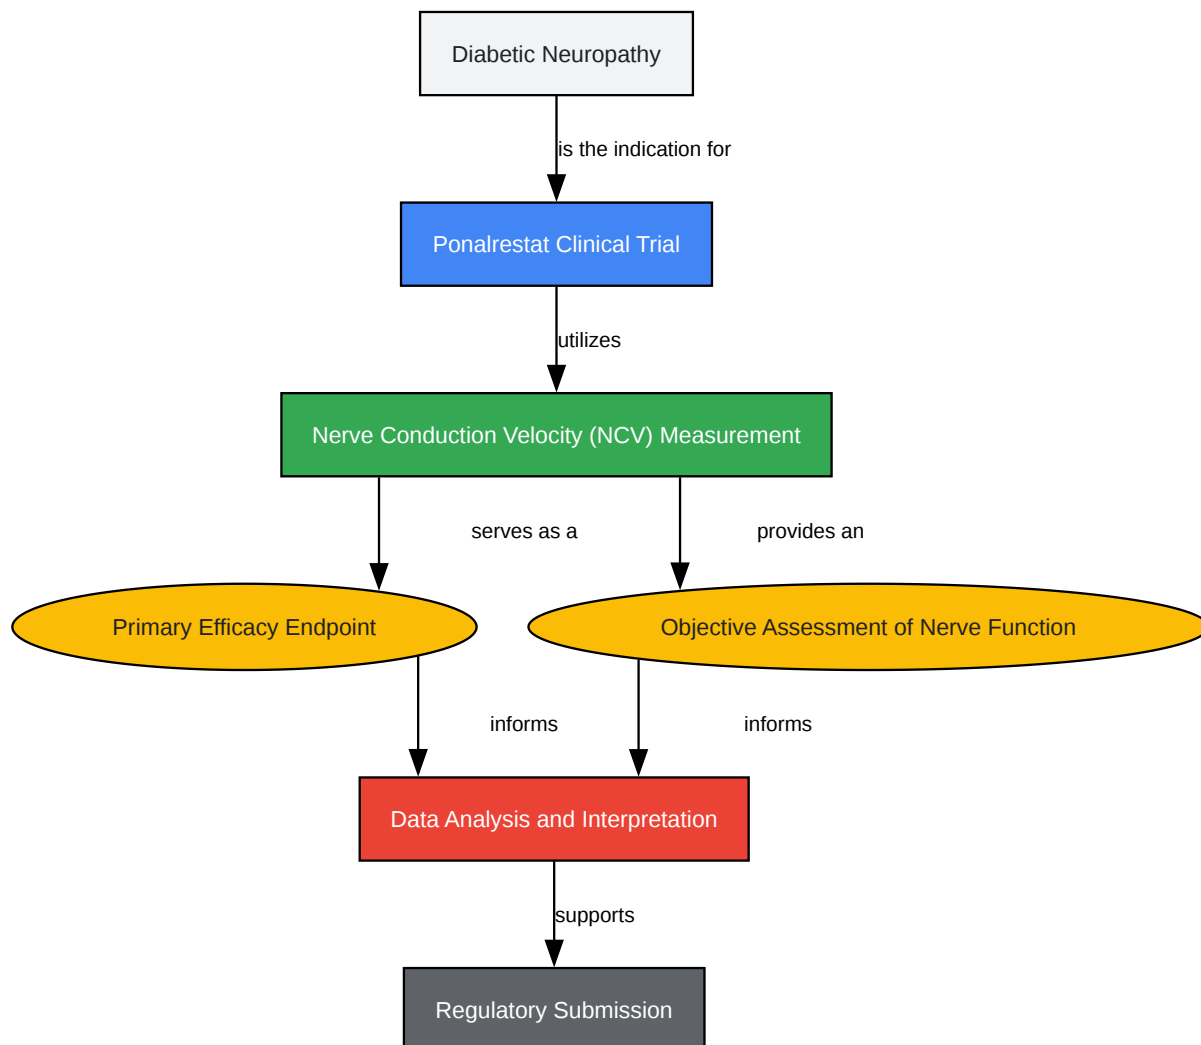 Diabetic Neuropathy
is the indication for
Ponalrestat Clinical Trial
utilizes
Nerve Conduction Velocity (NCV) Measurement
serves as a
provides an
Primary Efficacy Endpoint
Objective Assessment of Nerve Function
informs
informs
Data Analysis and Interpretation
supports
Regulatory Submission